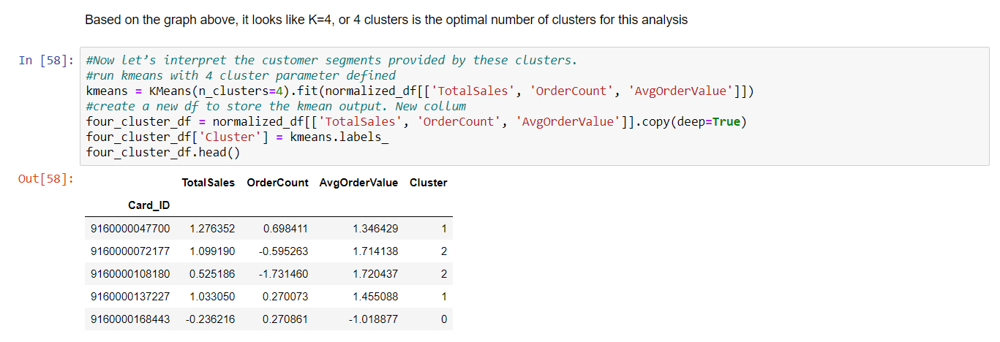 Based on the graph above, it looks like K=4, or 4 clusters is the optimal number of clusters for this analysis
In [58]: #Now let’s interpret the customer segments provided by these clusters.
#run kmeans with 4 cluster parameter defined
kmeans = KMeans(n_clusters=4).fit(normalized_df[['TotalSales', 'OrderCount', 'AvgOrderValue']])
#create a new df to store the kmean output. New collum
four_cluster_df = normalized_df[['TotalSales', 'OrderCount', 'AvgOrderValue']].copy(deep=True)
four_cluster_df['Cluster'] = kmeans.labels_
four_cluster_df.head()
Out[58]: TotalSales OrderCount AvgOrderValue Cluster
Card_ID
9160000047700 1.276352 0.698411 1.346429 1
9160000072177 1.099190 -0.595263 1.714138 2
9160000108180 0.525186 -1.731460 1.720437 2
9160000137227 1.033050 0.270073 1.455088 1
9160000168443 -0.236216 0.270861 -1.018877 0